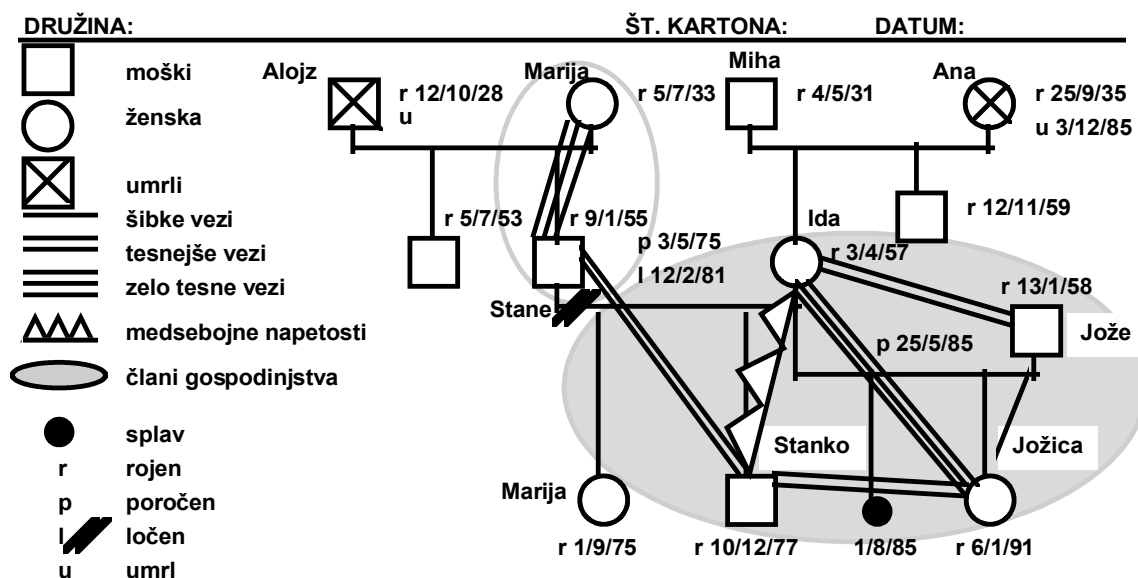 DRUŽINA: ŠT. KARTONA: DATUM:
moški
ženska
umrli
šibke vezi
tesnejše vezi
zelo tesne vezi
medsebojne napetosti
člani gospodinjstva
splav
r rojen
p poročen
l ločen
u umrl
Alojz
r 12/10/28
u
Marija
r 5/7/33
Miha
r 4/5/31
Ana
r 25/9/35
u 3/12/85
r 5/7/53
r 9/1/55
Stane
p 3/5/75
l 12/2/81
Ida
r 3/4/57
r 12/11/59
r 13/1/58
Jože
p 25/5/85
Marija
r 1/9/75
Stanko
r 10/12/77
1/8/85
Jožica
r 6/1/91